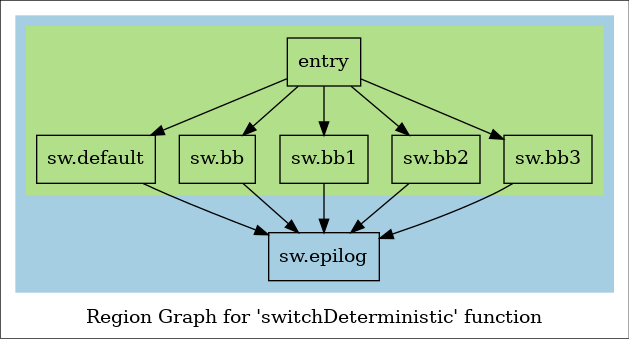 entry
sw.default
sw.bb
sw.bb1
sw.bb2
sw.bb3
sw.epilog
Region Graph for 'switchDeterministic' function